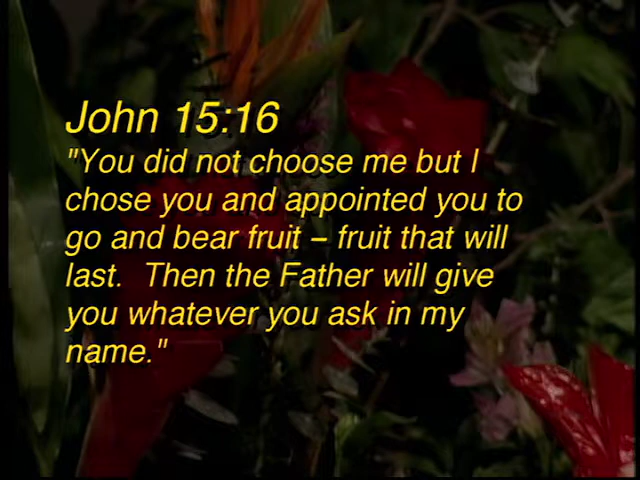 John 15:16
"You did not choose me but I
chose you and appointed you to
go and bear fruit – fruit that will
last.  Then the Father will give
you whatever you ask in my
name."